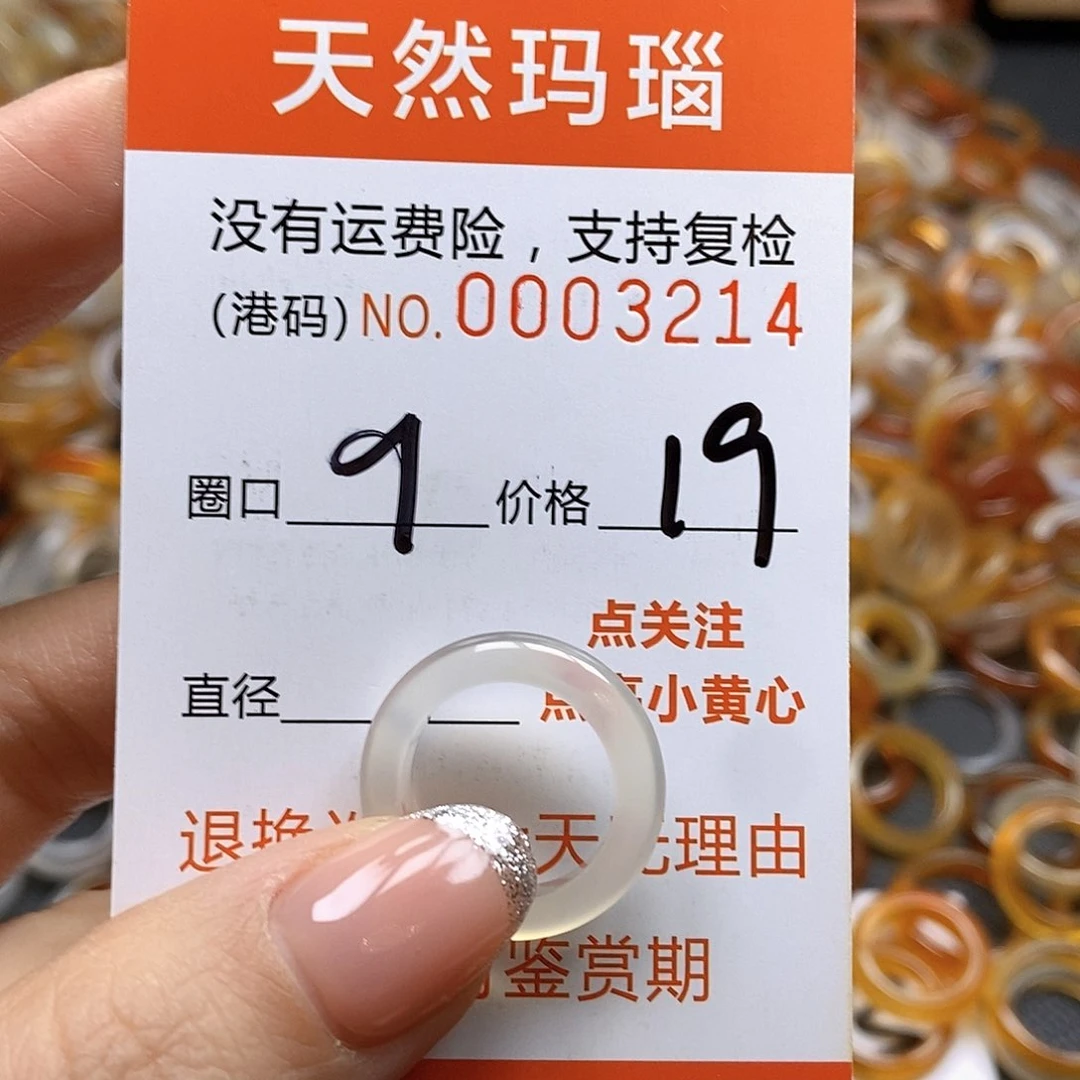 天然玛瑙
没有运费险，支持复检
(港码) NO. 0003214
圈口 9 价格 19
点关注
直径 点 小黄心
退换 天无理由
鉴赏期